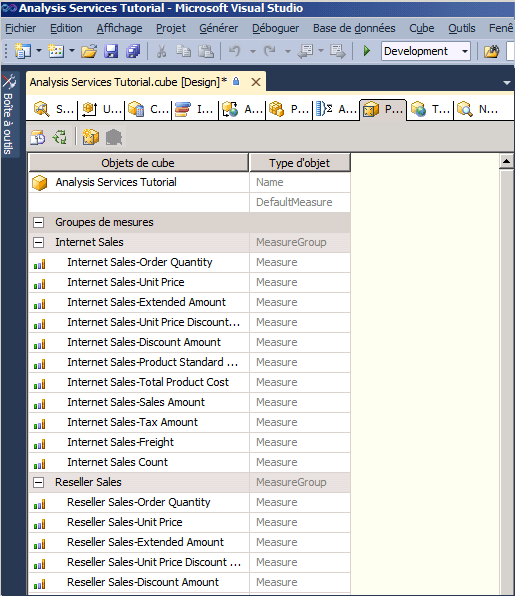 Analysis Services Tutorial - Microsoft Visual Studio
Fichier Edition Affichage Projet Générer Déboguer Base de données Cube Outils Fenê
Development
Boîte à outils
Analysis Services Tutorial.cube [Design]*
S... U... C... I... A... P... A... P... T... N...
Objets de cube Type d'objet
Analysis Services Tutorial Name
DefaultMeasure
Groupes de mesures
Internet Sales MeasureGroup
Internet Sales-Order Quantity Measure
Internet Sales-Unit Price Measure
Internet Sales-Extended Amount Measure
Internet Sales-Unit Price Discount... Measure
Internet Sales-Discount Amount Measure
Internet Sales-Product Standard ... Measure
Internet Sales-Total Product Cost Measure
Internet Sales-Sales Amount Measure
Internet Sales-Tax Amount Measure
Internet Sales-Freight Measure
Internet Sales Count Measure
Reseller Sales MeasureGroup
Reseller Sales-Order Quantity Measure
Reseller Sales-Unit Price Measure
Reseller Sales-Extended Amount Measure
Reseller Sales-Unit Price Discount ... Measure
Reseller Sales-Discount Amount Measure